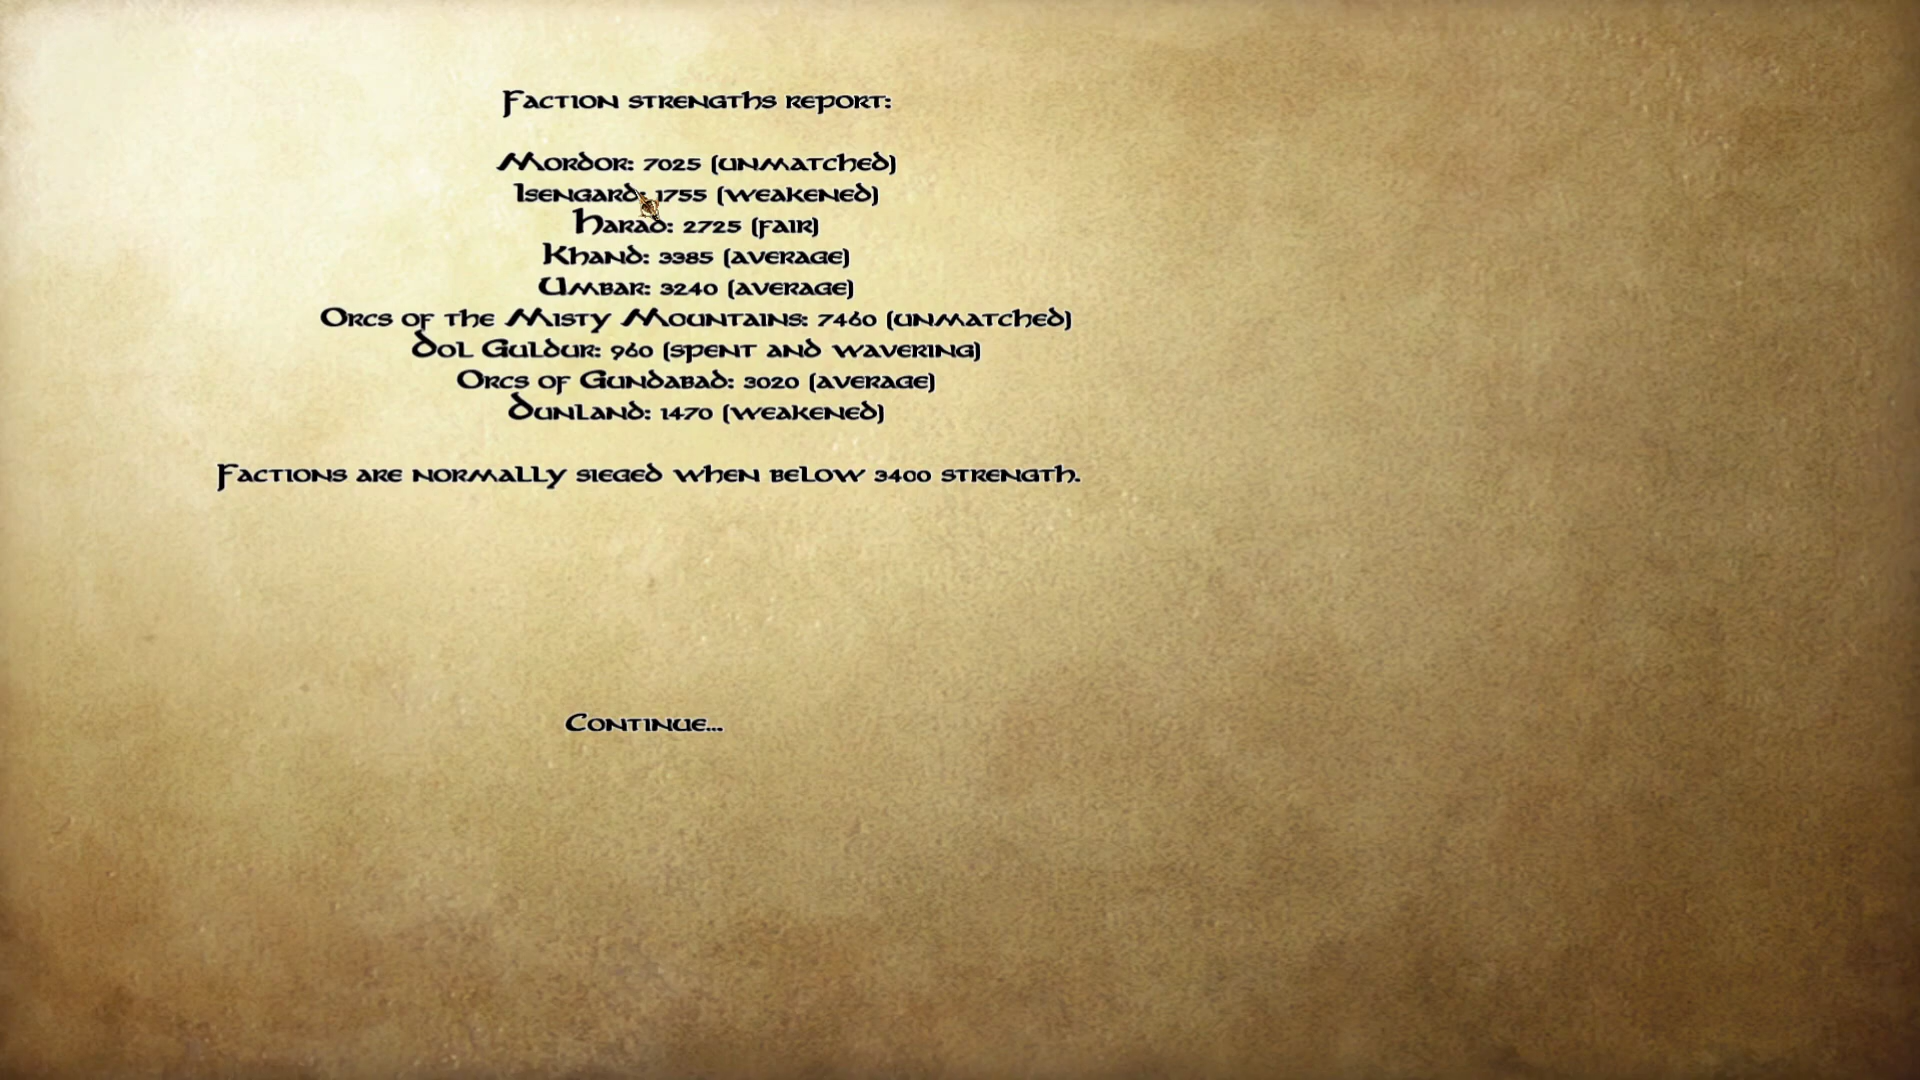 Faction strengths report:
Mordor: 7025 (unmatched)
Isengard: 1755 (weakened)
Harad: 2725 (fair)
Khand: 3385 (average)
Umbar: 3240 (average)
Orcs of the Misty Mountains: 7460 (unmatched)
Dol Guldur: 960 (spent and wavering)
Orcs of Gundabad: 3020 (average)
Dunland: 1470 (weakened)
Factions are normally sieged when below 3400 strength.
Continue...